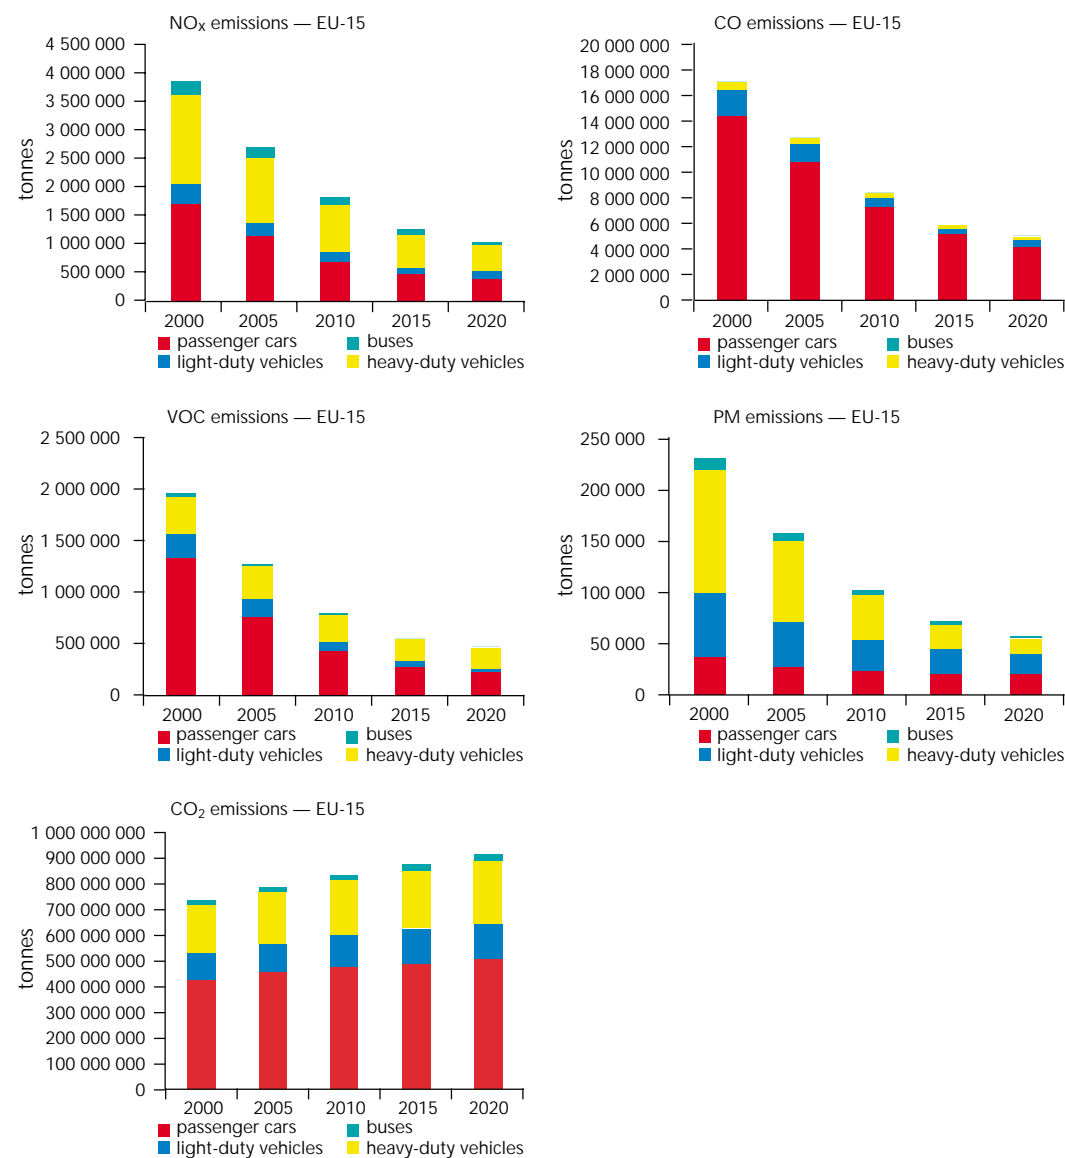 NOx emissions — EU-15
4 500 000
4 000 000
3 500 000
3 000 000
2 500 000
2 000 000
1 500 000
1 000 000
500 000
0
tonnes
2000 2005 2010 2015 2020
passenger cars buses
light-duty vehicles heavy-duty vehicles
CO emissions — EU-15
20 000 000
18 000 000
16 000 000
14 000 000
12 000 000
10 000 000
8 000 000
6 000 000
4 000 000
2 000 000
0
tonnes
2000 2005 2010 2015 2020
passenger cars buses
light-duty vehicles heavy-duty vehicles
VOC emissions — EU-15
2 500 000
2 000 000
1 500 000
1 000 000
500 000
0
tonnes
2000 2005 2010 2015 2020
passenger cars buses
light-duty vehicles heavy-duty vehicles
PM emissions — EU-15
250 000
200 000
150 000
100 000
50 000
0
tonnes
2000 2005 2010 2015 2020
passenger cars buses
light-duty vehicles heavy-duty vehicles
CO2 emissions — EU-15
1 000 000 000
900 000 000
800 000 000
700 000 000
600 000 000
500 000 000
400 000 000
300 000 000
200 000 000
100 000 000
0
tonnes
2000 2005 2010 2015 2020
passenger cars buses
light-duty vehicles heavy-duty vehicles